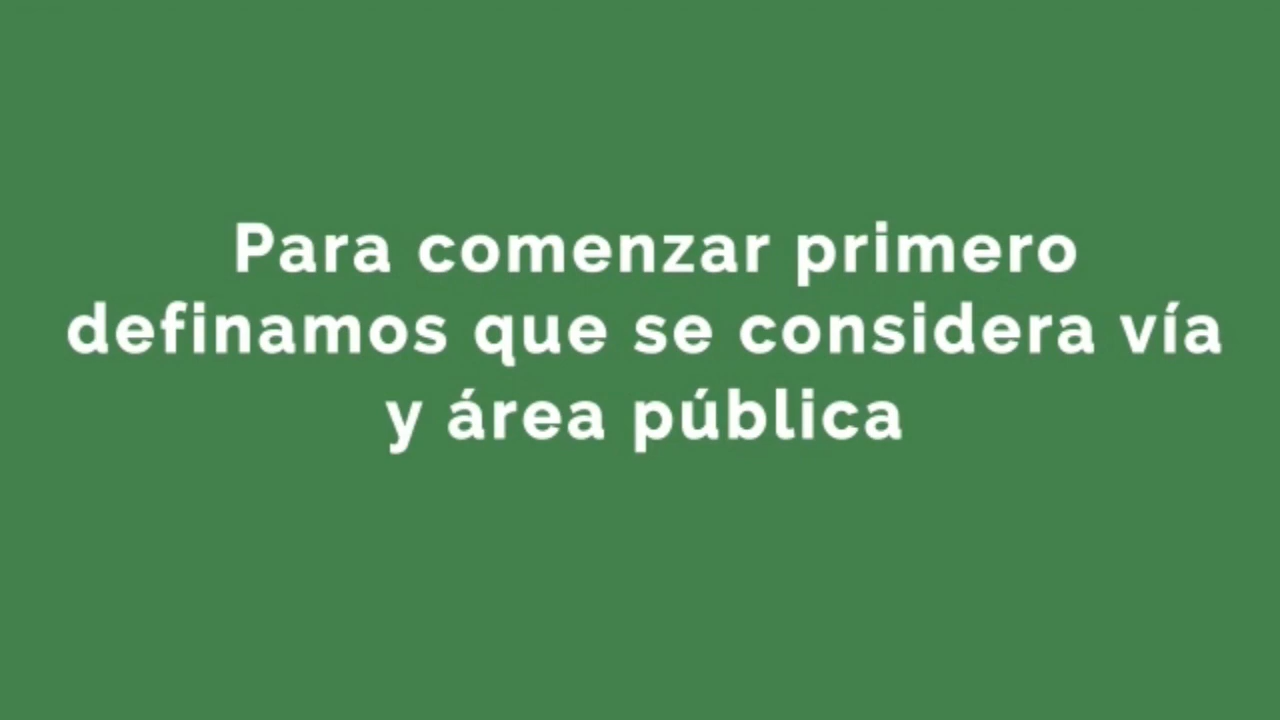 Para comenzar primero
definamos que se considera vía
y área pública